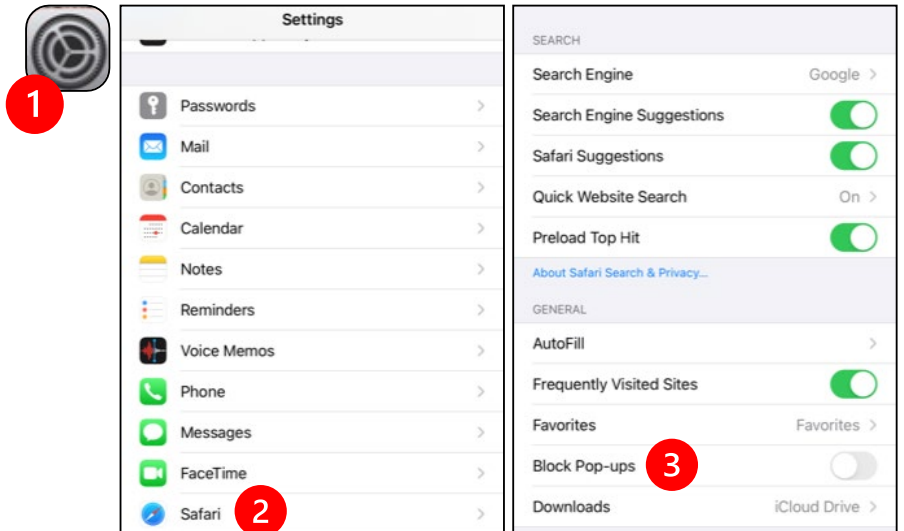 1
Settings
Passwords
Mail
Contacts
Calendar
Notes
Reminders
Voice Memos
Phone
Messages
FaceTime
Safari 2
SEARCH
Search Engine Google >
Search Engine Suggestions
Safari Suggestions
Quick Website Search On >
Preload Top Hit
About Safari Search & Privacy...
GENERAL
AutoFill >
Frequently Visited Sites
Favorites Favorites >
Block Pop-ups 3
Downloads iCloud Drive >